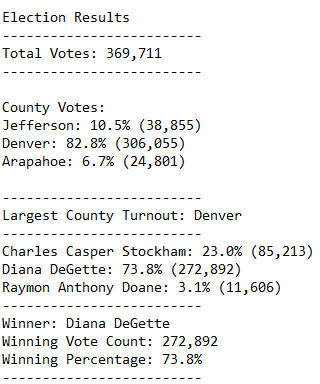 Election Results
-------------------------
Total Votes: 369,711
-------------------------
County Votes:
Jefferson: 10.5% (38,855)
Denver: 82.8% (306,055)
Arapahoe: 6.7% (24,801)
-------------------------
Largest County Turnout: Denver
-------------------------
Charles Casper Stockham: 23.0% (85,213)
Diana DeGette: 73.8% (272,892)
Raymon Anthony Doane: 3.1% (11,606)
-------------------------
Winner: Diana DeGette
Winning Vote Count: 272,892
Winning Percentage: 73.8%
-------------------------